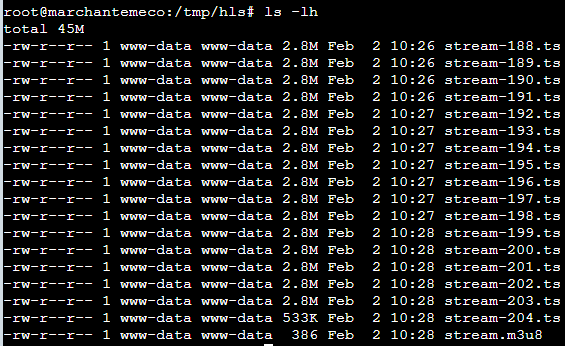 root@marchantemeco:/tmp/hls# ls -lh
total 45M
-rw-r--r-- 1 www-data www-data 2.8M Feb  2 10:26 stream-188.ts
-rw-r--r-- 1 www-data www-data 2.8M Feb  2 10:26 stream-189.ts
-rw-r--r-- 1 www-data www-data 2.8M Feb  2 10:26 stream-190.ts
-rw-r--r-- 1 www-data www-data 2.8M Feb  2 10:26 stream-191.ts
-rw-r--r-- 1 www-data www-data 2.8M Feb  2 10:27 stream-192.ts
-rw-r--r-- 1 www-data www-data 2.8M Feb  2 10:27 stream-193.ts
-rw-r--r-- 1 www-data www-data 2.8M Feb  2 10:27 stream-194.ts
-rw-r--r-- 1 www-data www-data 2.8M Feb  2 10:27 stream-195.ts
-rw-r--r-- 1 www-data www-data 2.8M Feb  2 10:27 stream-196.ts
-rw-r--r-- 1 www-data www-data 2.8M Feb  2 10:27 stream-197.ts
-rw-r--r-- 1 www-data www-data 2.8M Feb  2 10:27 stream-198.ts
-rw-r--r-- 1 www-data www-data 2.8M Feb  2 10:28 stream-199.ts
-rw-r--r-- 1 www-data www-data 2.8M Feb  2 10:28 stream-200.ts
-rw-r--r-- 1 www-data www-data 2.8M Feb  2 10:28 stream-201.ts
-rw-r--r-- 1 www-data www-data 2.8M Feb  2 10:28 stream-202.ts
-rw-r--r-- 1 www-data www-data 2.8M Feb  2 10:28 stream-203.ts
-rw-r--r-- 1 www-data www-data 533K Feb  2 10:28 stream-204.ts
-rw-r--r-- 1 www-data www-data  386 Feb  2 10:28 stream.m3u8